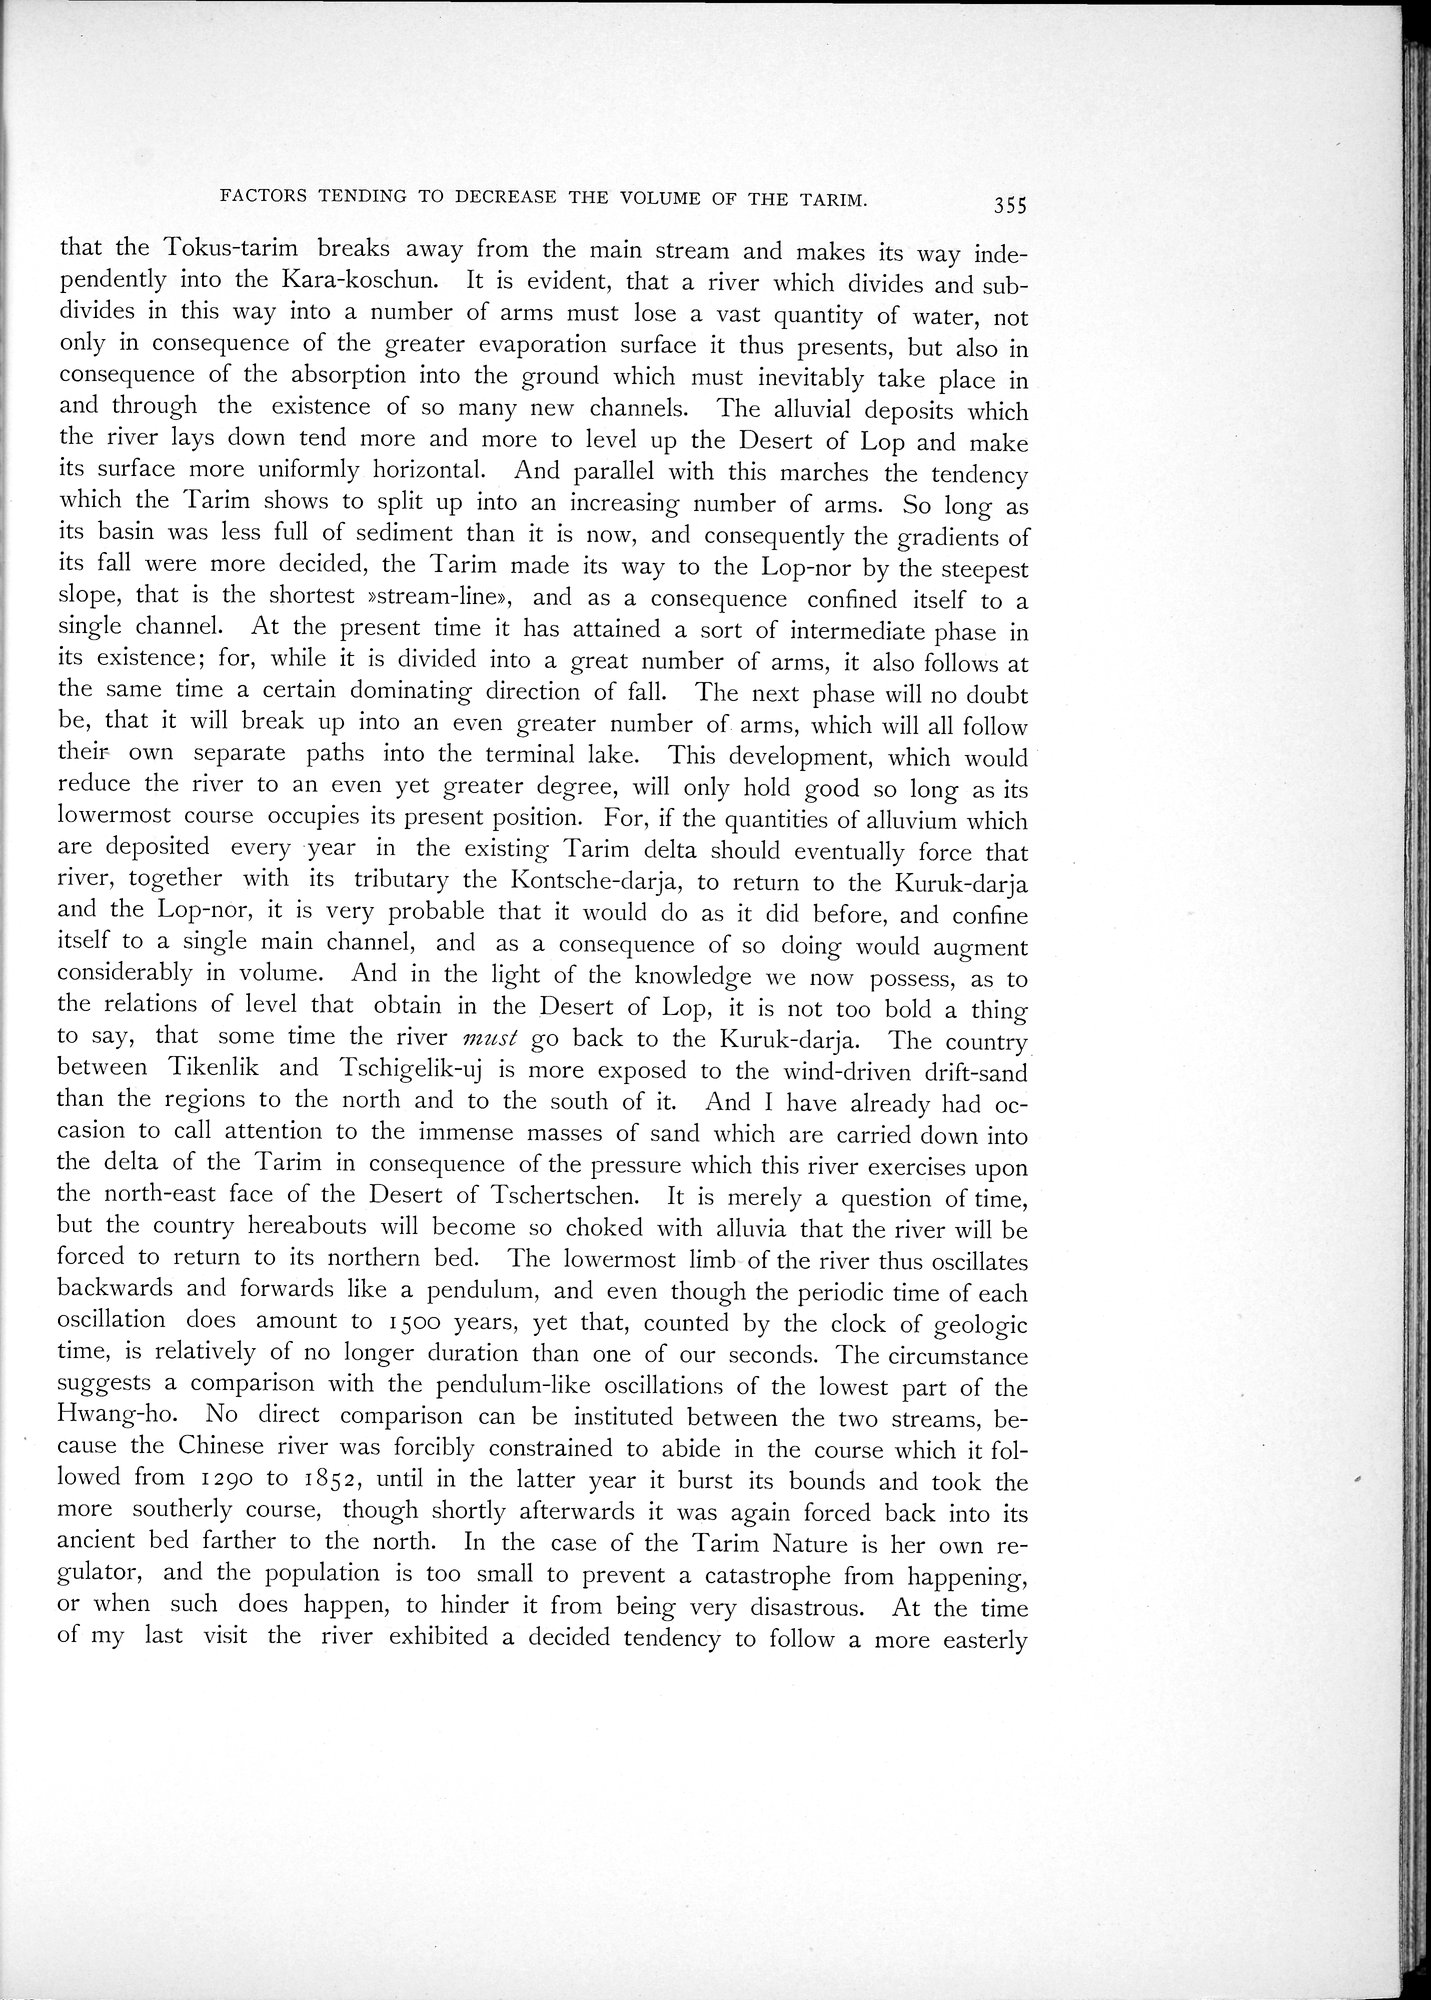 FACTORS TENDING TO DECREASE THE VOLUME OF THE TARIM. 355
that the Tokus-tarim breaks away from the main stream and makes its way inde-
pendently into the Kara-koschun. It is evident, that a river which divides and sub-
divides in this way into a number of arms must lose a vast quantity of water, not
only in consequence of the greater evaporation surface it thus presents, but also in
consequence of the absorption into the ground which must inevitably take place in
and through the existence of so many new channels. The alluvial deposits which
the river lays down tend more and more to level up the Desert of Lop and make
its surface more uniformly horizontal. And parallel with this marches the tendency
which the Tarim shows to split up into an increasing number of arms. So long as
its basin was less full of sediment than it is now, and consequently the gradients of
its fall were more decided, the Tarim made its way to the Lop-nor by the steepest
slope, that is the shortest »stream-line», and as a consequence confined itself to a
single channel. At the present time it has attained a sort of intermediate phase in
its existence; for, while it is divided into a great number of arms, it also follows at
the same time a certain dominating direction of fall. The next phase will no doubt
be, that it will break up into an even greater number of arms, which will all follow
their own separate paths into the terminal lake. This development, which would
reduce the river to an even yet greater degree, will only hold good so long as its
lowermost course occupies its present position. For, if the quantities of alluvium which
are deposited every year in the existing Tarim delta should eventually force that
river, together with its tributary the Kontsche-darja, to return to the Kuruk-darja
and the Lop-nor, it is very probable that it would do as it did before, and confine
itself to a single main channel, and as a consequence of so doing would augment
considerably in volume. And in the light of the knowledge we now possess, as to
the relations of level that obtain in the Desert of Lop, it is not too bold a thing
to say, that some time the river must go back to the Kuruk-darja. The country
between Tikenlik and Tschigelik-uj is more exposed to the wind-driven drift-sand
than the regions to the north and to the south of it. And I have already had oc-
casion to call attention to the immense masses of sand which are carried down into
the delta of the Tarim in consequence of the pressure which this river exercises upon
the north-east face of the Desert of Tschertschen. It is merely a question of time,
but the country hereabouts will become so choked with alluvia that the river will be
forced to return to its northern bed. The lowermost limb of the river thus oscillates
backwards and forwards like a pendulum, and even though the periodic time of each
oscillation does amount to 1500 years, yet that, counted by the clock of geologic
time, is relatively of no longer duration than one of our seconds. The circumstance
suggests a comparison with the pendulum-like oscillations of the lowest part of the
Hwang-ho. No direct comparison can be instituted between the two streams, be-
cause the Chinese river was forcibly constrained to abide in the course which it fol-
lowed from 1290 to 1852, until in the latter year it burst its bounds and took the
more southerly course, though shortly afterwards it was again forced back into its
ancient bed farther to the north. In the case of the Tarim Nature is her own re-
gulator, and the population is too small to prevent a catastrophe from happening,
or when such does happen, to hinder it from being very disastrous. At the time
of my last visit the river exhibited a decided tendency to follow a more easterly